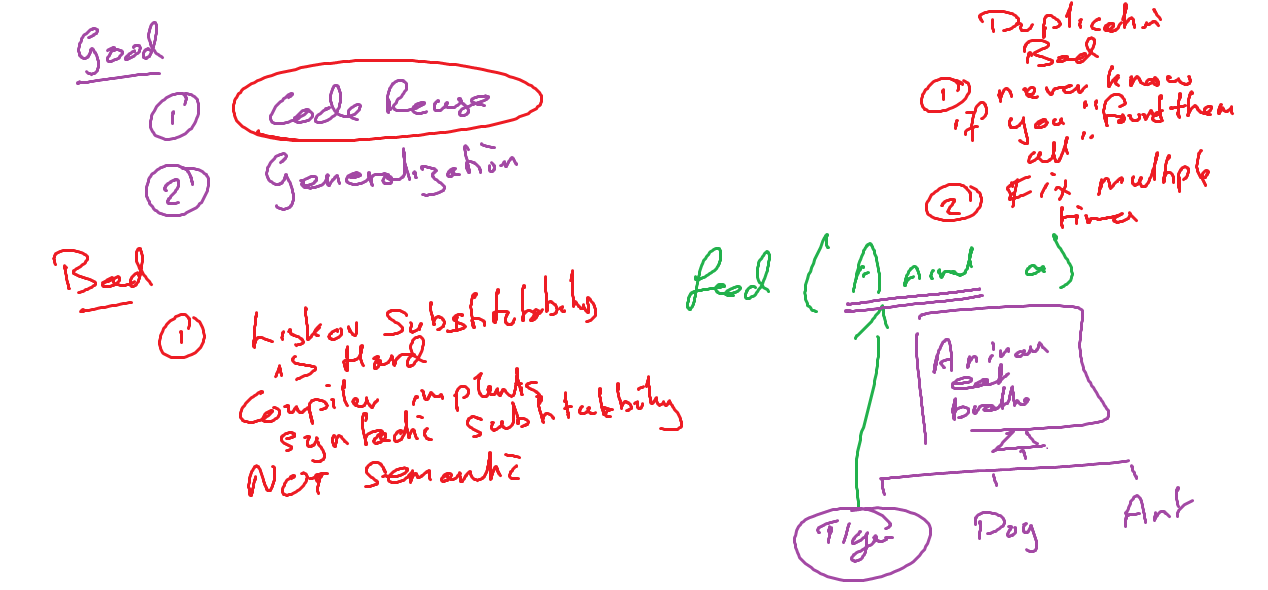 Good
1 Code Reuse
2 Generalization
Duplication
Bad
1 never know
if you "found them
all"
2 Fix multiple
times
Bad
1 Liskov Substitutability
is Hard
Compiler
syntactic substitutability
NOT semantic
feed (Animal a)
Animal
eat
breathe
Tiger
Dog
Ant